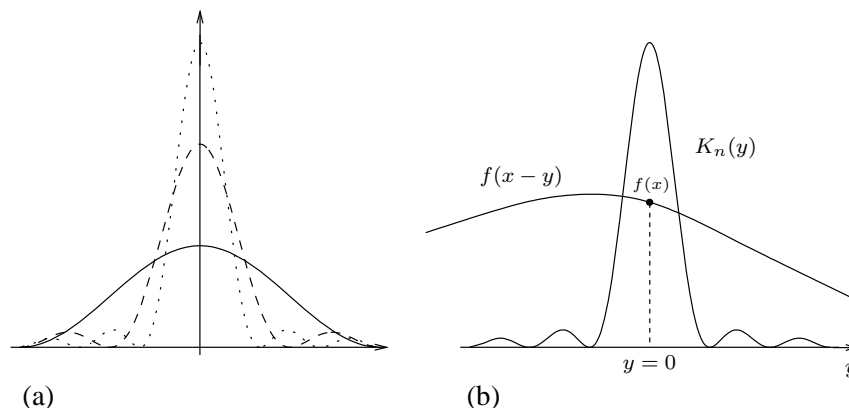 K_n(y)
f(x − y)
f(x)
y = 0
(a)
(b)